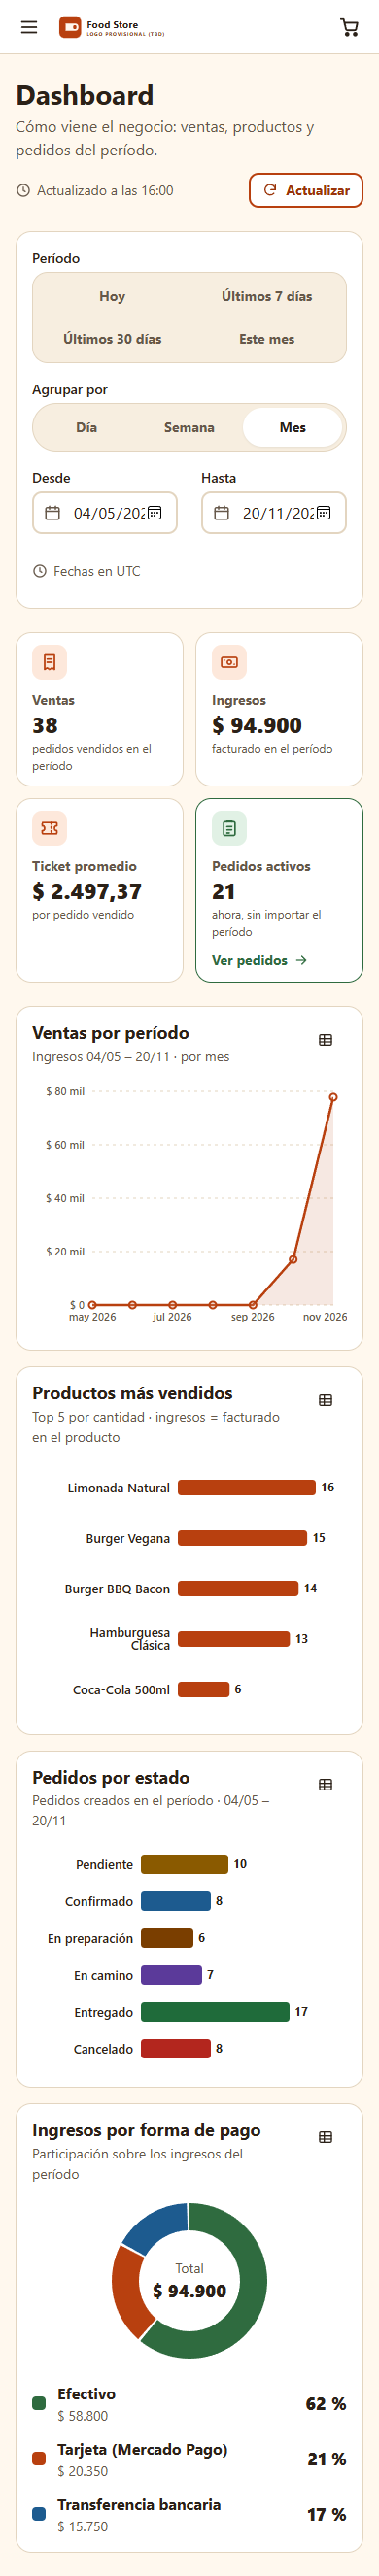 Food Store
LOGO PROVISIONAL (TBD)
Dashboard
Cómo viene el negocio: ventas, productos y
pedidos del período.
Actualizado a las 16:00
Actualizar
Período
Hoy
Últimos 7 días
Últimos 30 días
Este mes
Agrupar por
Día
Semana
Mes
Desde
Hasta
04/05/202
20/11/202
Fechas en UTC
Ventas
38
pedidos vendidos en el
período
Ingresos
$ 94.900
facturado en el período
Ticket promedio
$ 2.497,37
por pedido vendido
Pedidos activos
21
ahora, sin importar el
período
Ver pedidos →
Ventas por período
Ingresos 04/05 – 20/11 · por mes
$ 80 mil
$ 60 mil
$ 40 mil
$ 20 mil
$ 0
may 2026
jul 2026
sep 2026
nov 2026
Productos más vendidos
Top 5 por cantidad · ingresos = facturado
en el producto
Limonada Natural 16
Burger Vegana 15
Burger BBQ Bacon 14
Hamburguesa
Clásica 13
Coca-Cola 500ml 6
Pedidos por estado
Pedidos creados en el período · 04/05 –
20/11
Pendiente 10
Confirmado 8
En preparación 6
En camino 7
Entregado 17
Cancelado 8
Ingresos por forma de pago
Participación sobre los ingresos del
período
Total
$ 94.900
Efectivo
$ 58.800
62 %
Tarjeta (Mercado Pago)
$ 20.350
21 %
Transferencia bancaria
$ 15.750
17 %